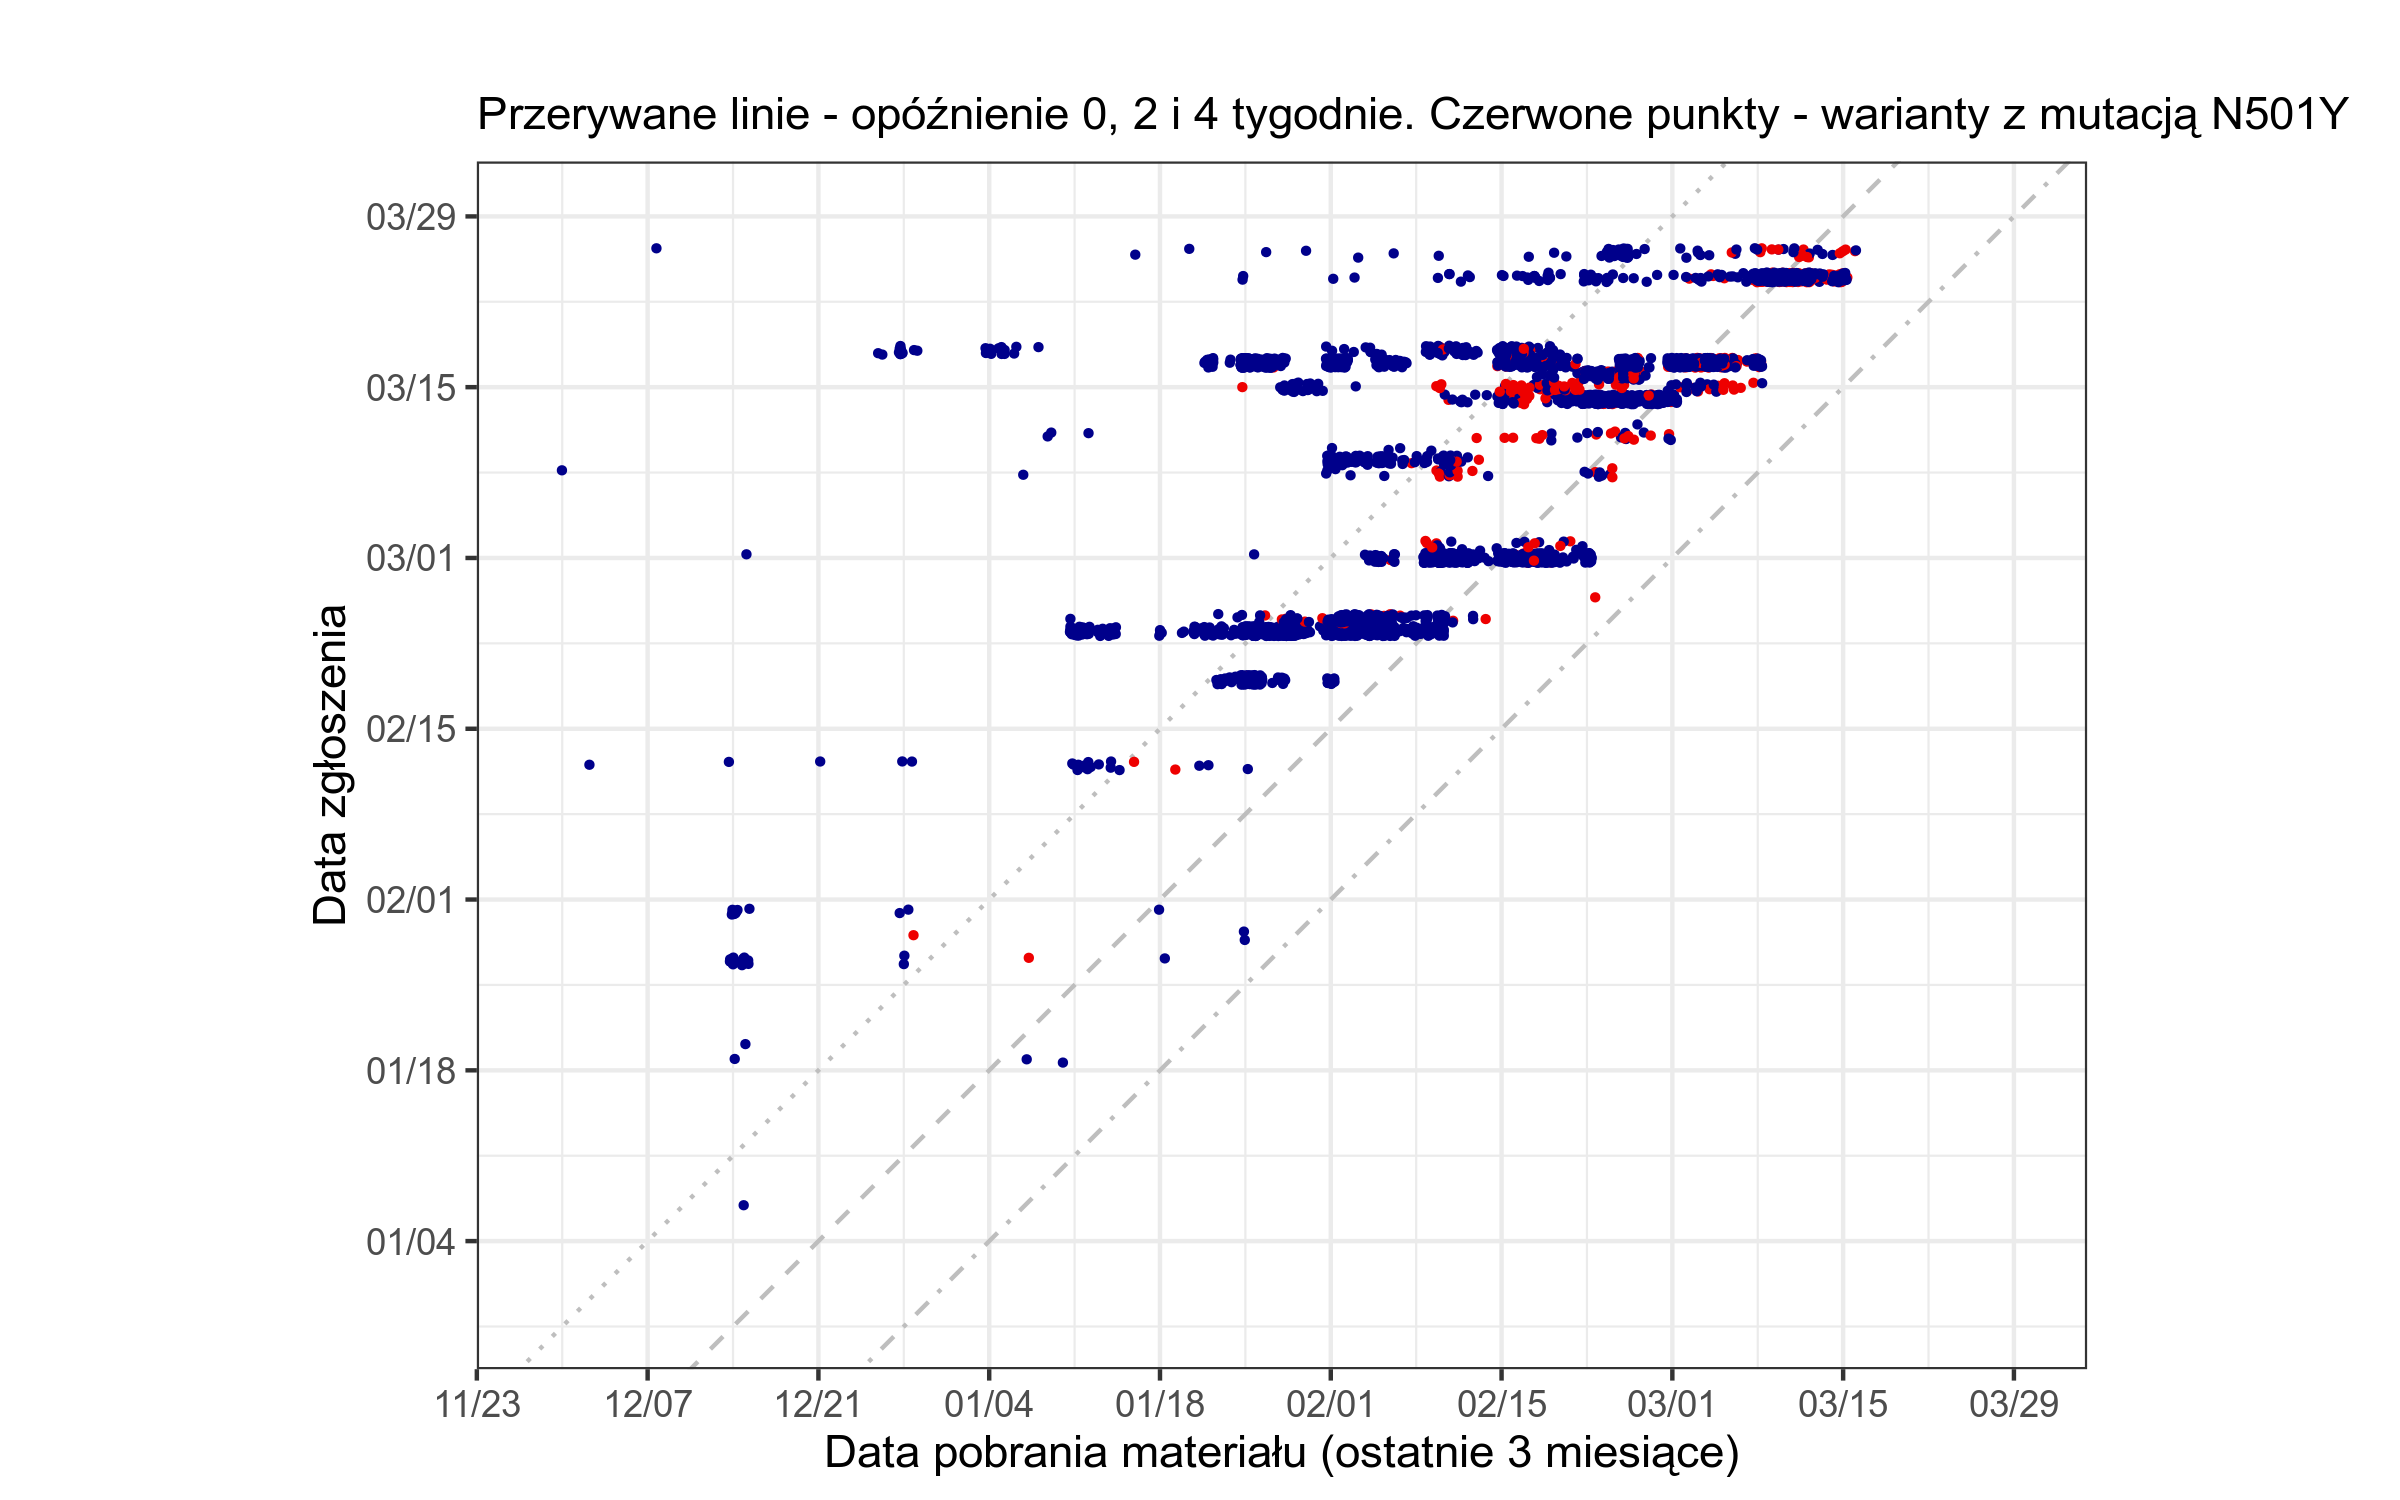 Przerywane linie - opóźnienie 0, 2 i 4 tygodnie. Czerwone punkty - warianty z mutacją N501Y
Data zgłoszenia
03/29
03/15
03/01
02/15
02/01
01/18
01/04
11/23 12/07 12/21 01/04 01/18 02/01 02/15 03/01 03/15 03/29
Data pobrania materiału (ostatnie 3 miesiące)